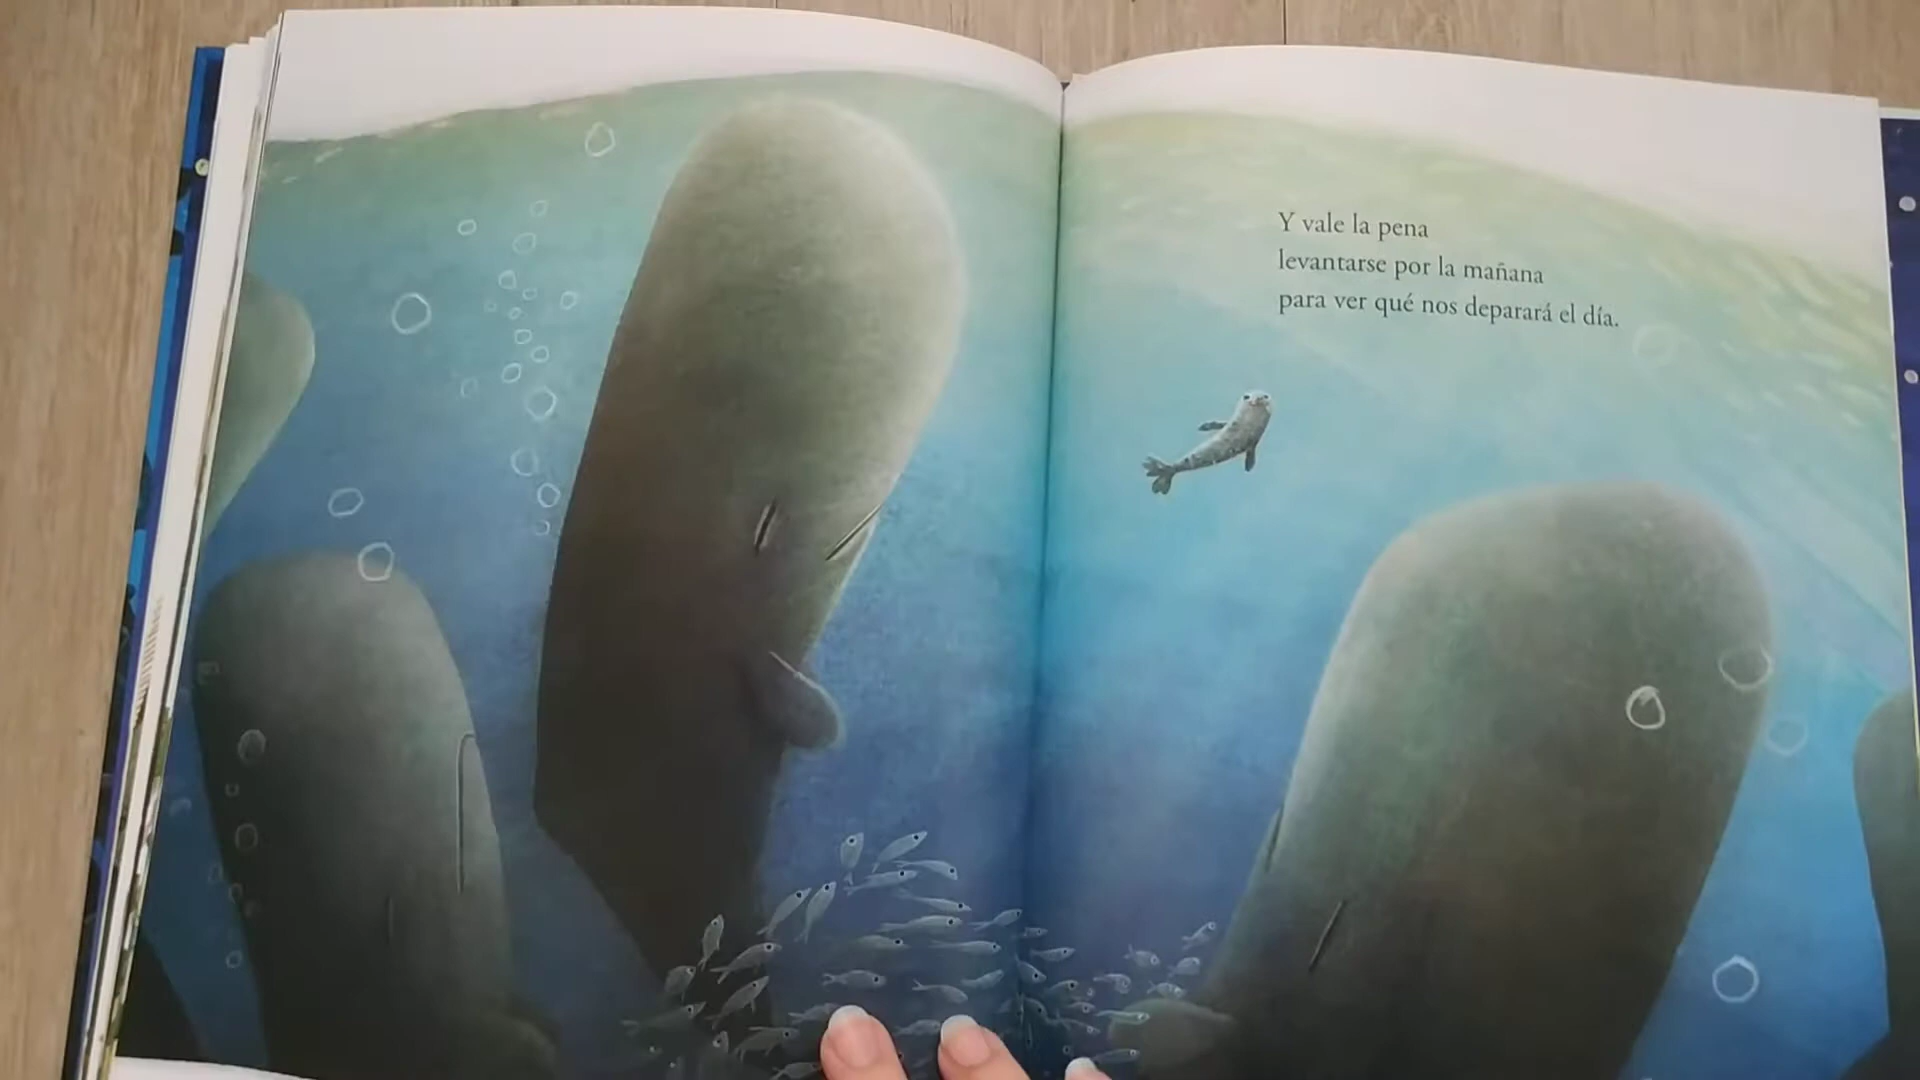 Y vale la pena
levantarse por la mañana
para ver qué nos deparará el día.